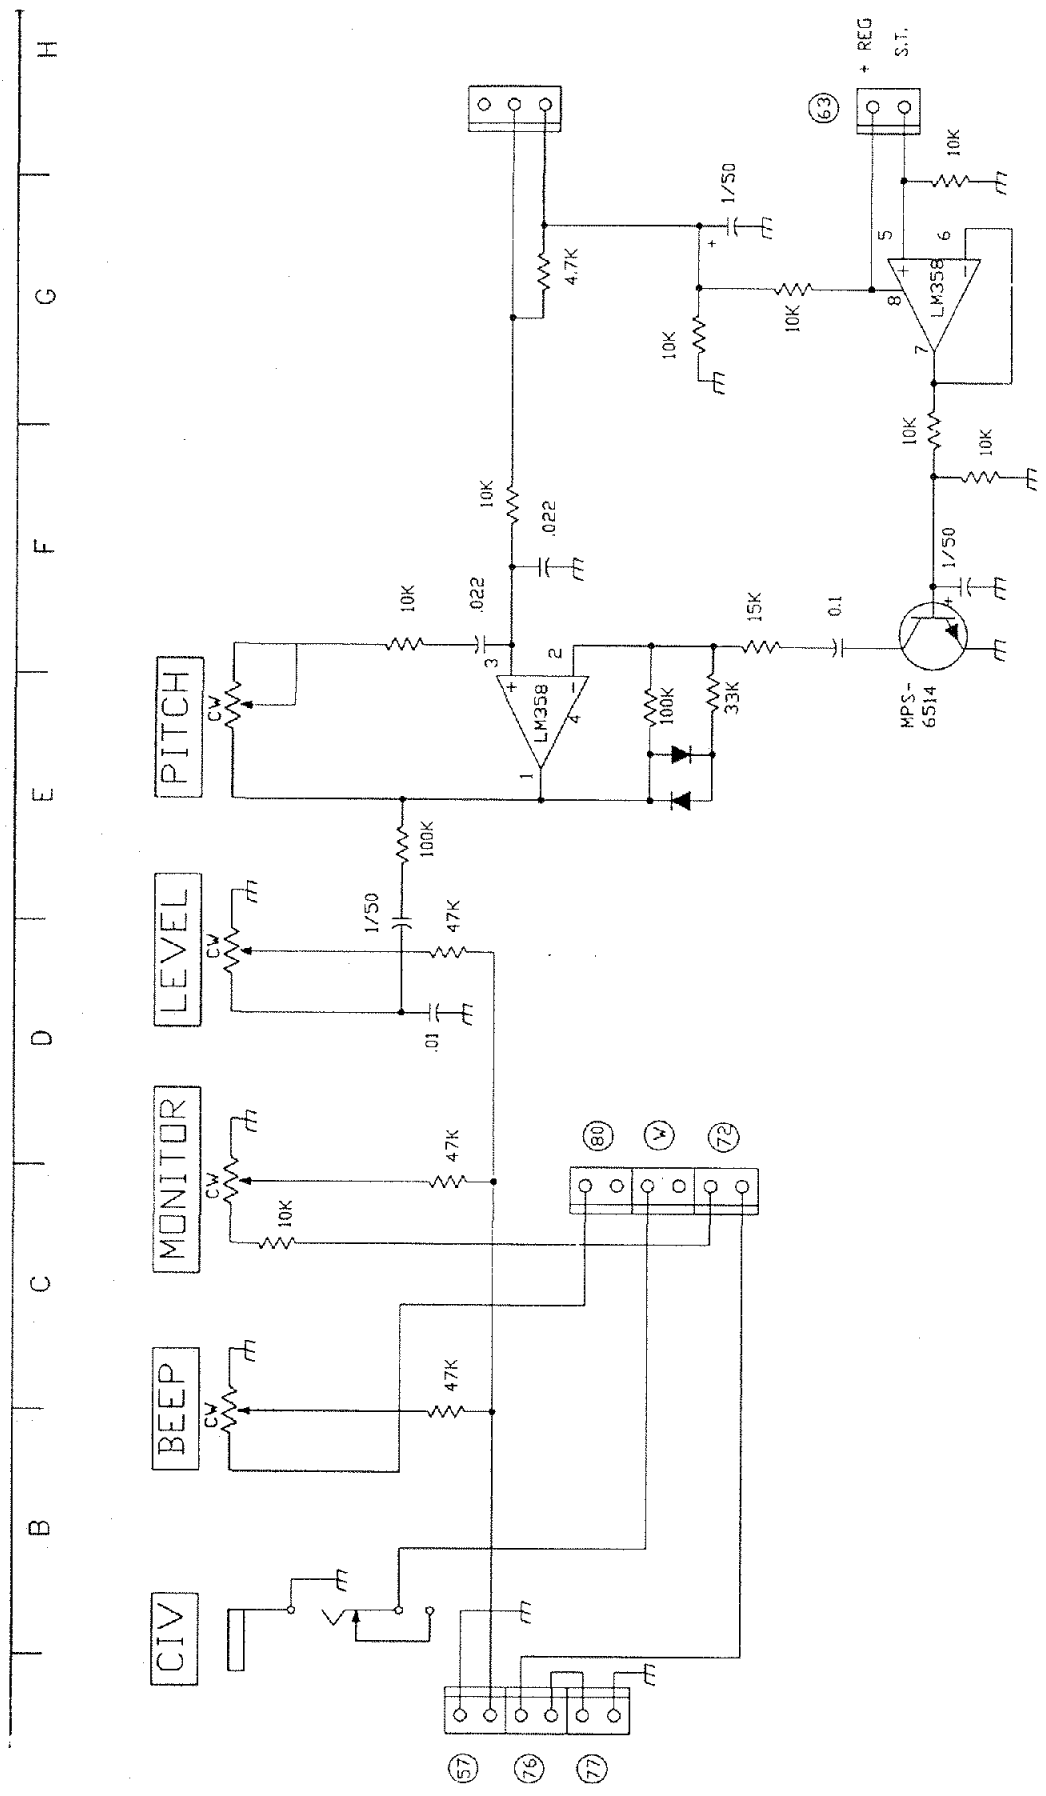 H
G
F
E
D
C
B
+ REG
S.T.
63
10K
1/50
+
4.7K
10K
10K
5
6
8
7
+
-
LM358
10K
10K
1/50
+
MPS-
6514
0.1
15K
33K
100K
10K
.022
.022
10K
3
2
4
1
+
-
LM358
PITCH
CW
100K
1/50
47K
.01
LEVEL
CW
MONITOR
CW
10K
47K
80
W
72
BEEP
CW
47K
CIV
57
76
77